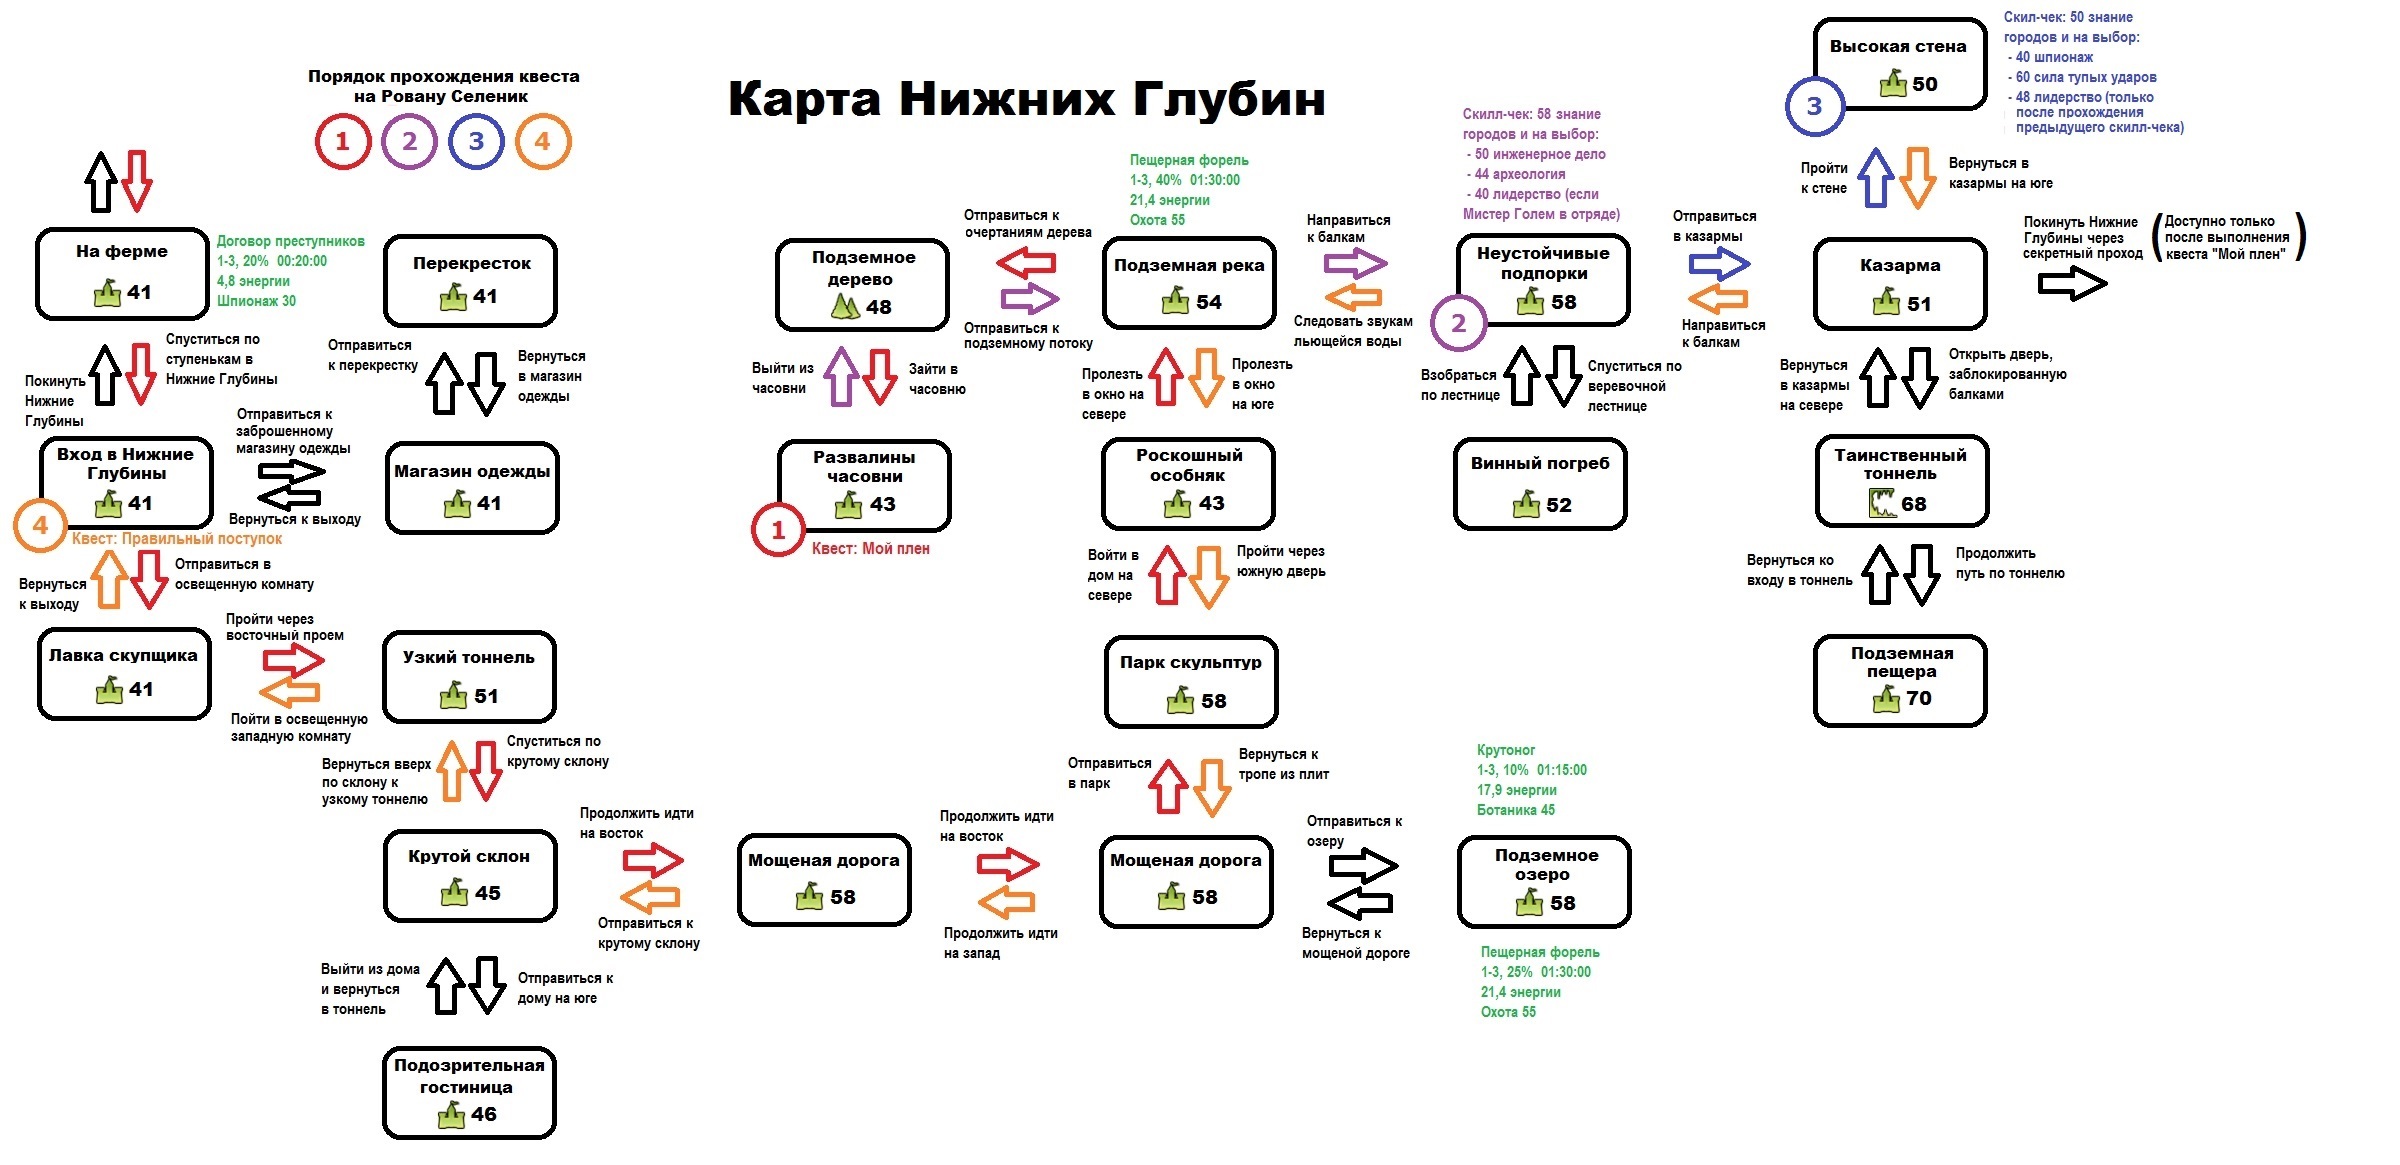 Карта Нижних Глубин
Порядок прохождения квеста
на Ровану Селеник
1
2
3
4
На ферме
41
Договор преступников
1-3, 20%  00:20:00
4,8 энергии
Шпионаж 30
Перекресток
41
Покинуть
Нижние
Глубины
Спуститься по
ступенькам в
Нижние Глубины
Отправиться
к перекрестку
Вернуться
в магазин
одежды
Вход в Нижние
Глубины
41
4
Квест: Правильный поступок
Отправиться к
заброшенному
магазину одежды
Вернуться к выходу
Магазин одежды
41
Вернуться
к выходу
Отправиться в
освещенную комнату
Лавка скупщика
41
Пройти через
восточный проем
Пойти в освещенную
западную комнату
Узкий тоннель
51
Вернуться вверх
по склону к
узкому тоннелю
Спуститься по
крутому склону
Крутой склон
45
Продолжить идти
на восток
Отправиться к
крутому склону
Выйти из дома
и вернуться
в тоннель
Отправиться к
дому на юге
Подозрительная
гостиница
46
Мощеная дорога
58
Продолжить идти
на восток
Продолжить идти
на запад
Мощеная дорога
58
Отправиться к
озеру
Вернуться к
мощеной дороге
Крутоног
1-3, 10%  01:15:00
17,9 энергии
Ботаника 45
Подземное
озеро
58
Пещерная форель
1-3, 25%  01:30:00
21,4 энергии
Охота 55
Отправиться
в парк
Вернуться к
тропе из плит
Парк скульптур
58
Войти в
дом на
севере
Пройти через
южную дверь
Роскошный
особняк
43
Пролезть
в окно на
севере
Пролезть
в окно
на юге
Пещерная форель
1-3, 40%  01:30:00
21,4 энергии
Охота 55
Подземная река
54
Отправиться к
очертаниям дерева
Отправиться к
подземному потоку
Подземное
дерево
48
Выйти из
часовни
Зайти в
часовню
Развалины
часовни
43
1
Квест: Мой плен
Направиться
к балкам
Следовать звукам
льющейся воды
Скилл-чек: 58 знание
городов и на выбор:
- 50 инженерное дело
- 44 археология
- 40 лидерство (если
Мистер Голем в отряде)
Неустойчивые
подпорки
58
2
Взобраться
по лестнице
Спуститься по
веревочной
лестнице
Винный погреб
52
Отправиться
в казармы
Направиться
к балкам
Казарма
51
Высокая стена
50
3
Скил-чек: 50 знание
городов и на выбор:
- 40 шпионаж
- 60 сила тупых ударов
- 48 лидерство (только
после прохождения
предыдущего скилл-чека)
Пройти
к стене
Вернуться в
казармы на юге
Покинуть Нижние
Глубины через
секретный проход
(Доступно только
после выполнения
квеста "Мой плен")
Вернуться
в казармы
на севере
Открыть дверь,
заблокированную
балками
Таинственный
тоннель
68
Вернуться ко
входу в тоннель
Продолжить
путь по тоннелю
Подземная
пещера
70